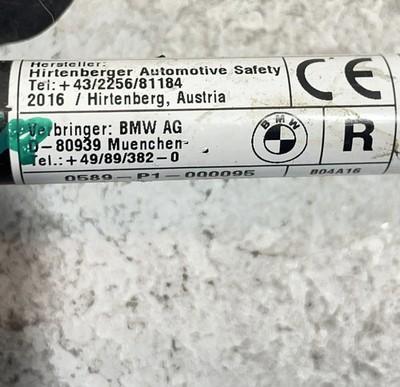 Hersteller:
Hirtenberger Automotive Safety
Tel:+43/2256/81184
2016 / Hirtenberg, Austria
CE
Verbringer: BMW AG
D-80939 Muenchen
Tel.:+49/89/382-0
BMW
R
0589-P1-000095
B04A16